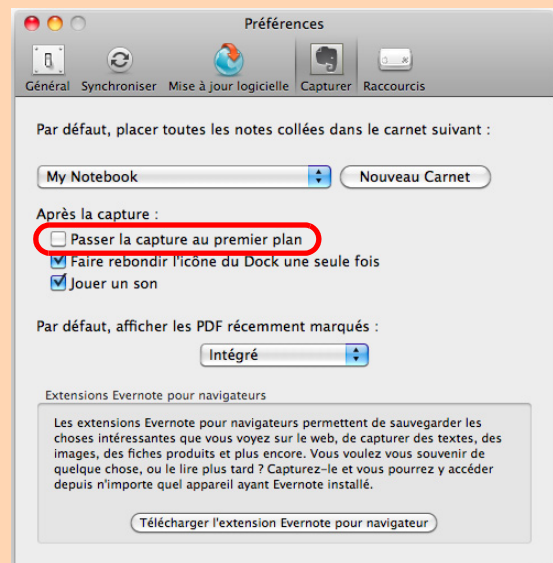 Préférences
Général Synchroniser Mise à jour logicielle Capturer Raccourcis
Par défaut, placer toutes les notes collées dans le carnet suivant :
My Notebook Nouveau Carnet
Après la capture :
Passer la capture au premier plan
Faire rebondir l'icône du Dock une seule fois
Jouer un son
Par défaut, afficher les PDF récemment marqués :
Intégré
Extensions Evernote pour navigateurs
Les extensions Evernote pour navigateurs permettent de sauvegarder les
choses intéressantes que vous voyez sur le web, de capturer des textes, des
images, des fiches produits et plus encore. Vous voulez vous souvenir de
quelque chose, ou le lire plus tard ? Capturez-le et vous pourrez y accéder
depuis n'importe quel appareil ayant Evernote installé.
Télécharger l'extension Evernote pour navigateur